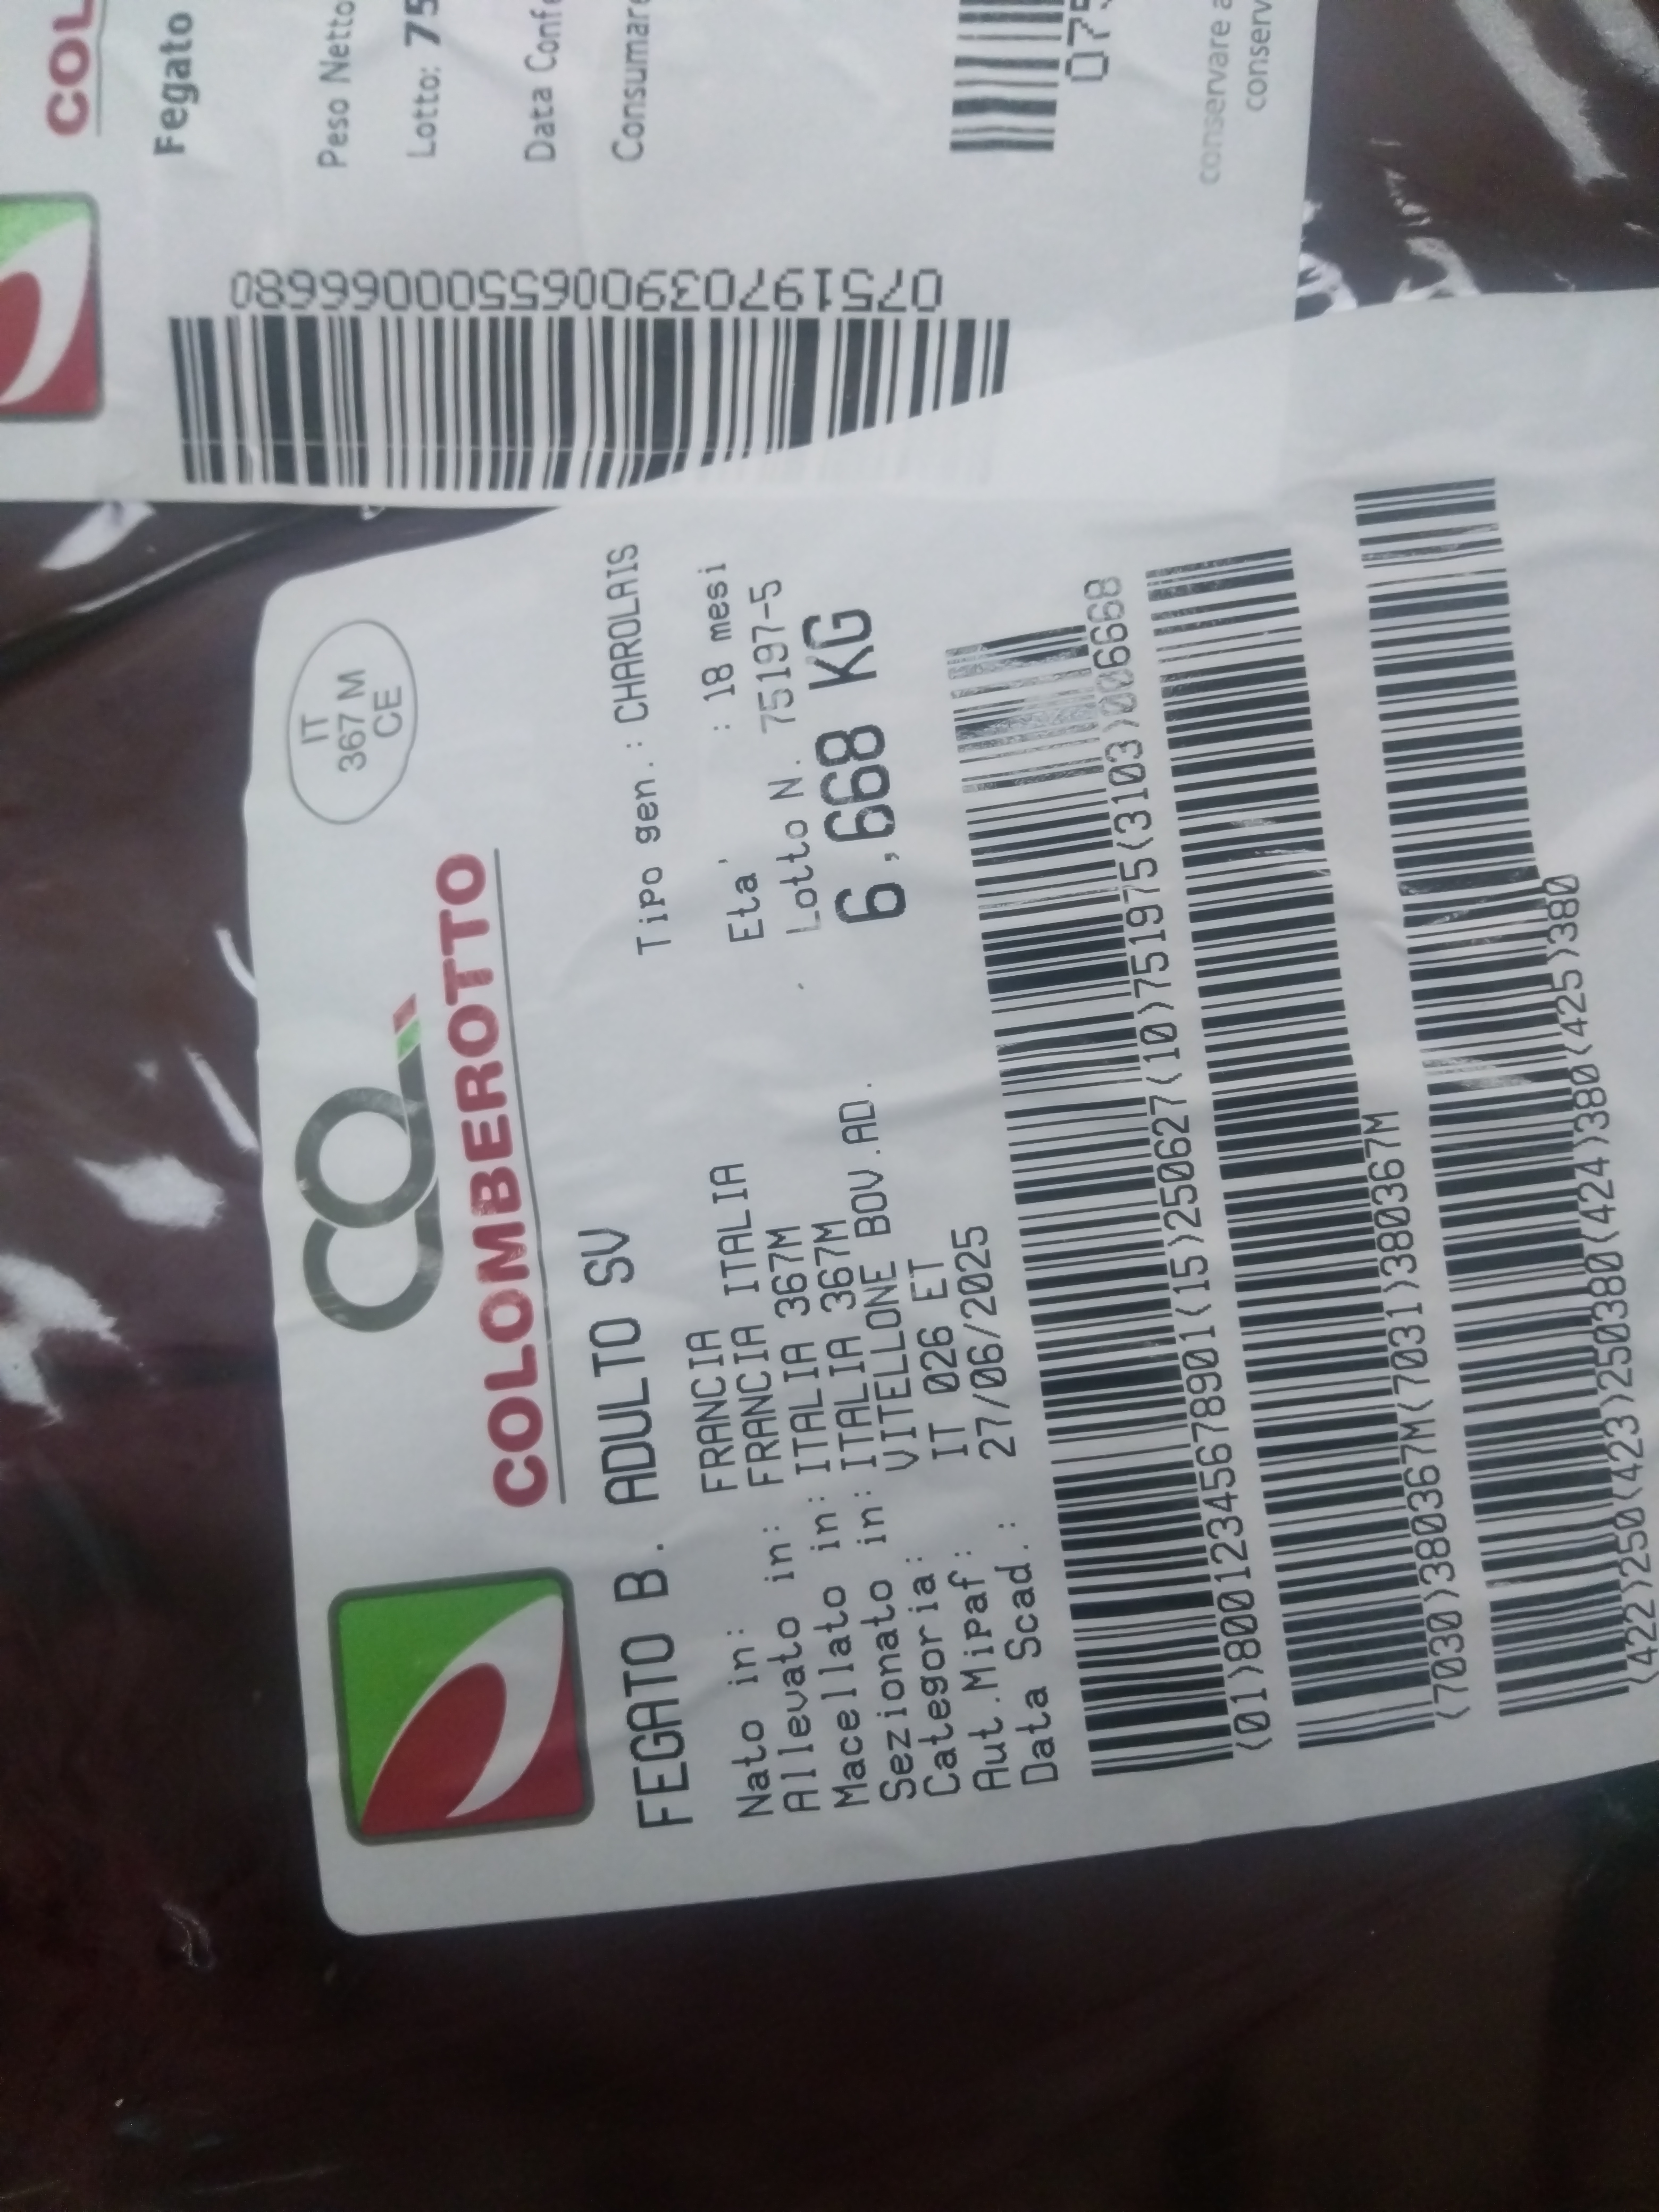 COLOMBEROTTO
IT
367 M
CE
FEGATO B. ADULTO SV
Tipo gen.: CHAROLAIS
Nato in: FRANCIA
Allevato in: FRANCIA ITALIA
Macellato in: ITALIA 367M
Sezionato in: ITALIA 367M
Categoria: VITELLONE BOV.AD.
Aut.Mipaf: IT 026 ET
Data Scad.: 27/06/2025
Eta' : 18 mesi
Lotto N. 75197-5
6,668 KG
(01)80012345678901(15)250627(10)751975(3103)006668
(7030)380367M(7031)380367M
(422)250(423)250380(424)380(425)380
COL
Fegato
Peso Netto
Lotto: 75
Data Conf
Consumare
075197039006550006668​0
075
conservare a
conserv